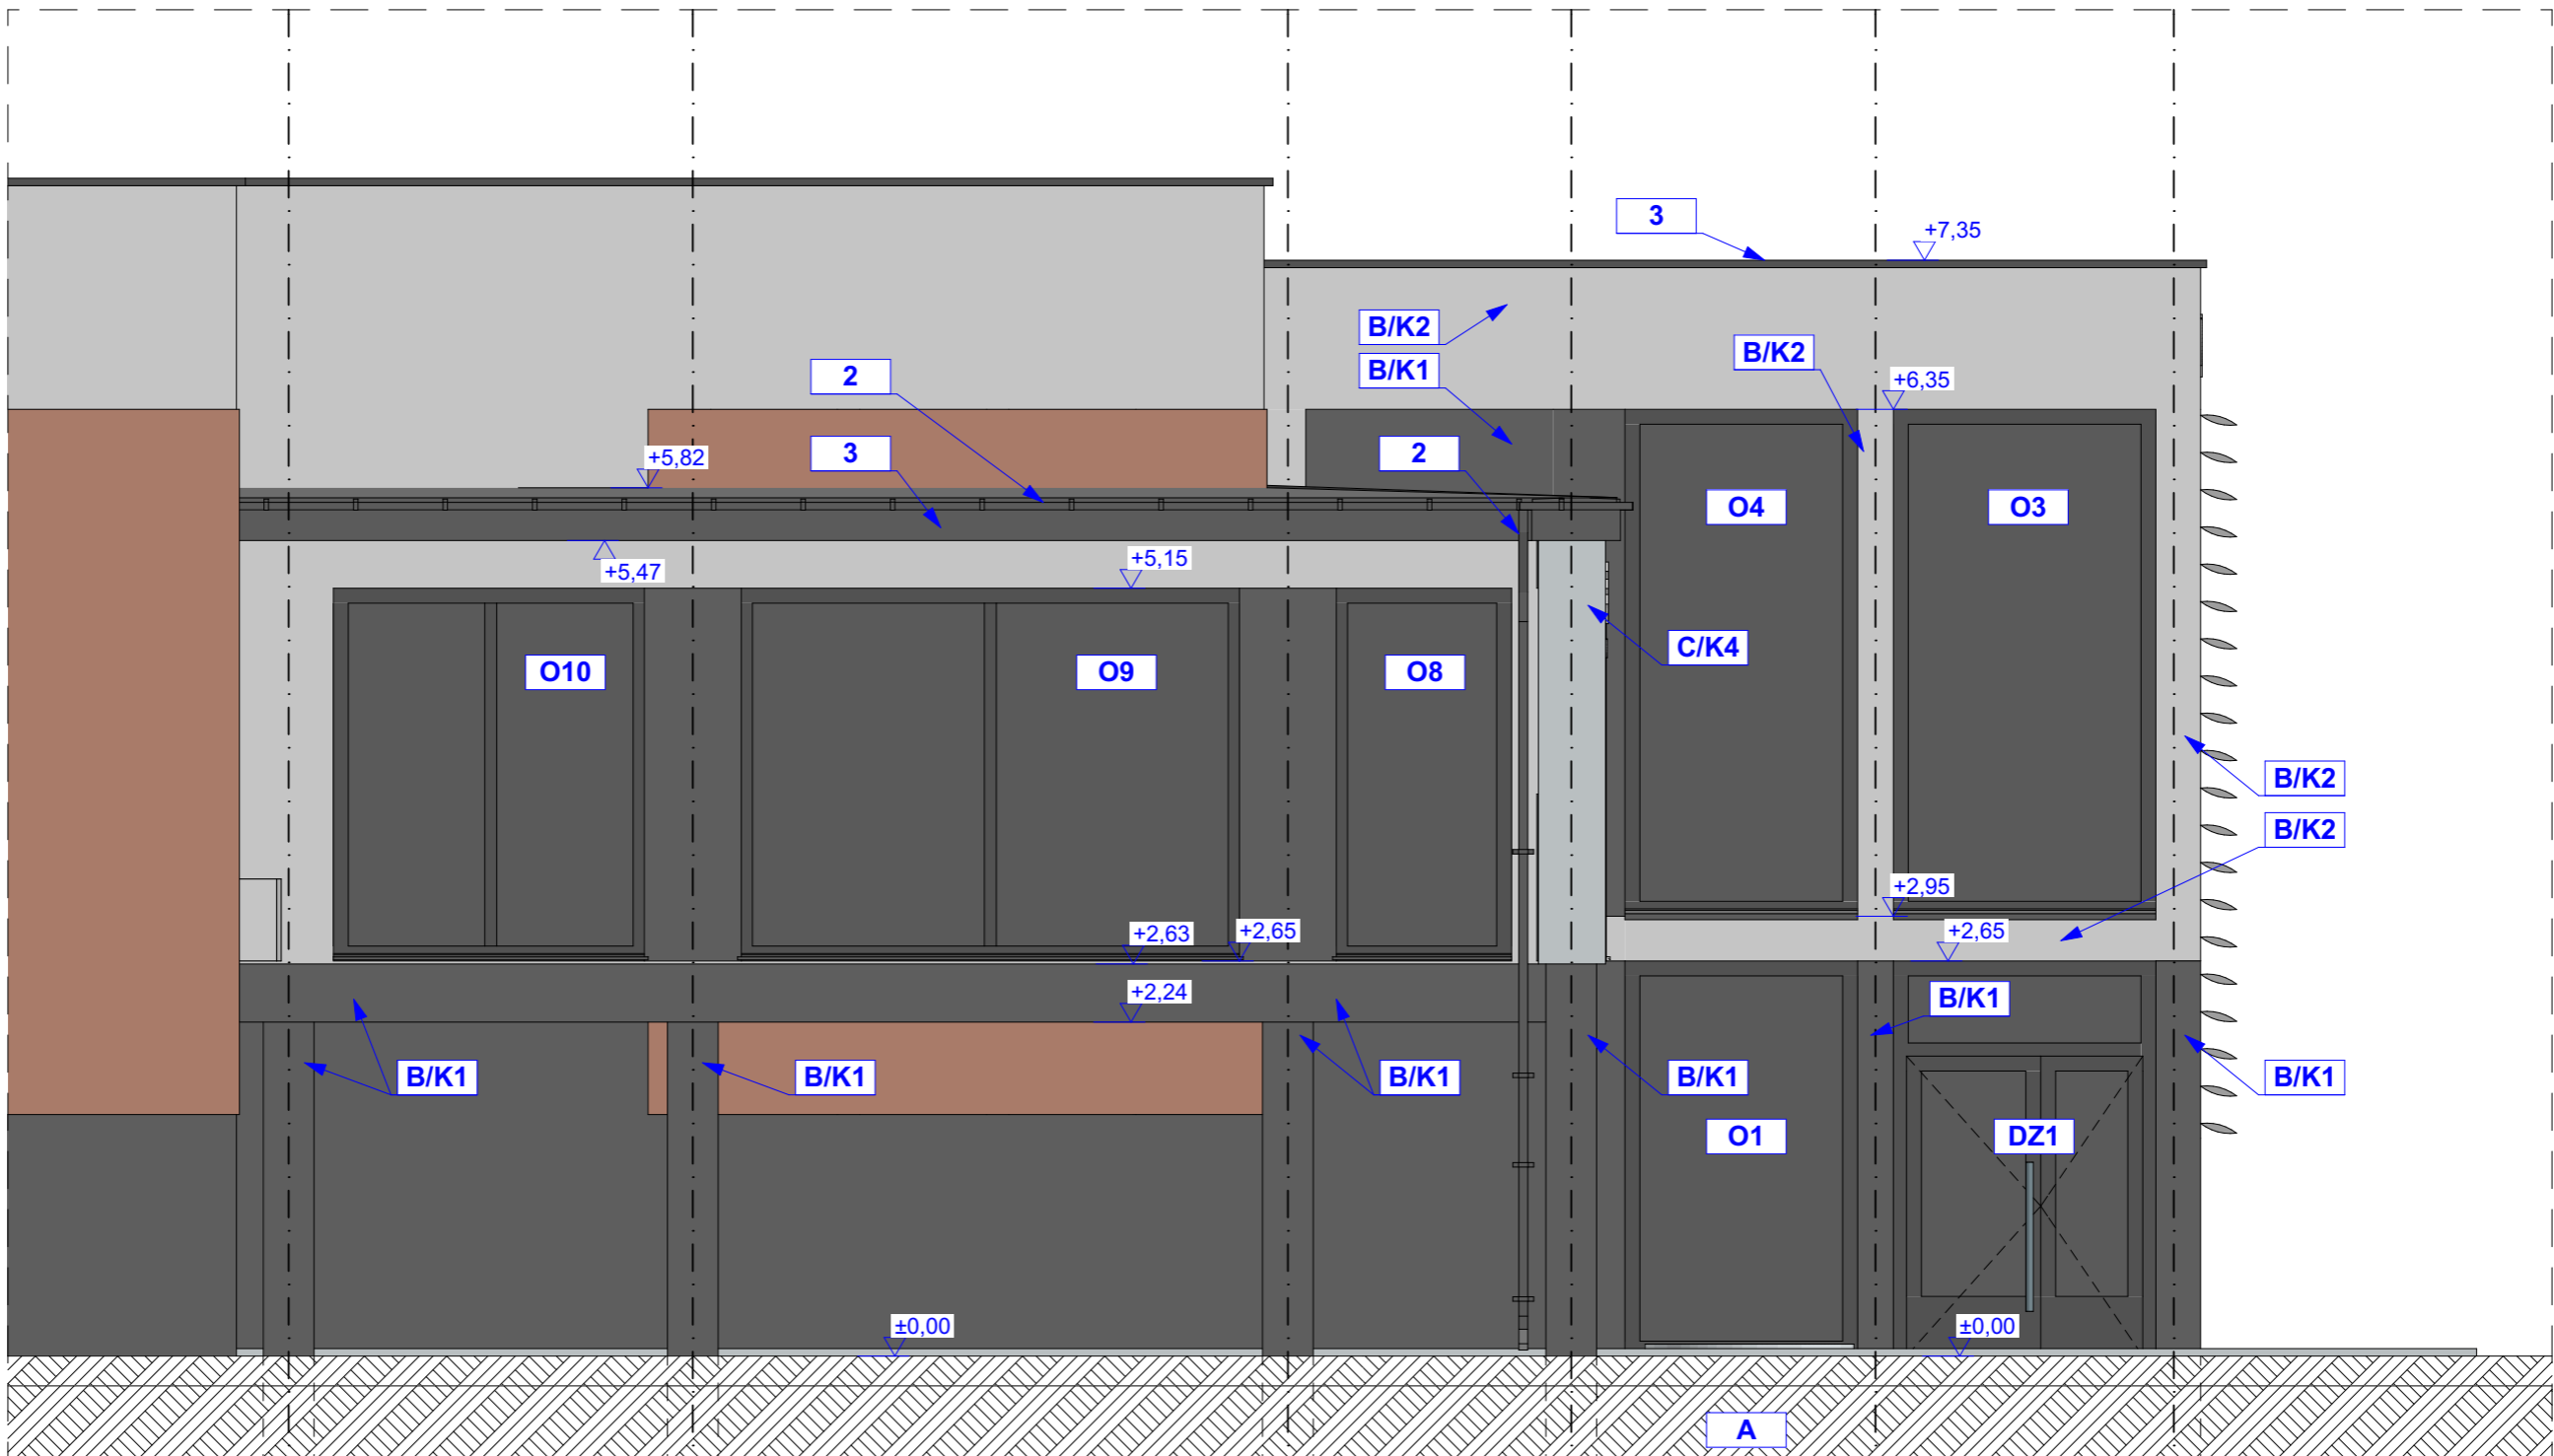 3
+7,35
B/K2
B/K2
B/K1
2
+6,35
+5,82
3
2
O4
O3
+5,47
+5,15
C/K4
O10
O9
O8
B/K2
B/K2
+2,95
+2,63
+2,65
+2,65
+2,24
B/K1
B/K1
B/K1
B/K1
B/K1
B/K1
O1
DZ1
±0,00
±0,00
A